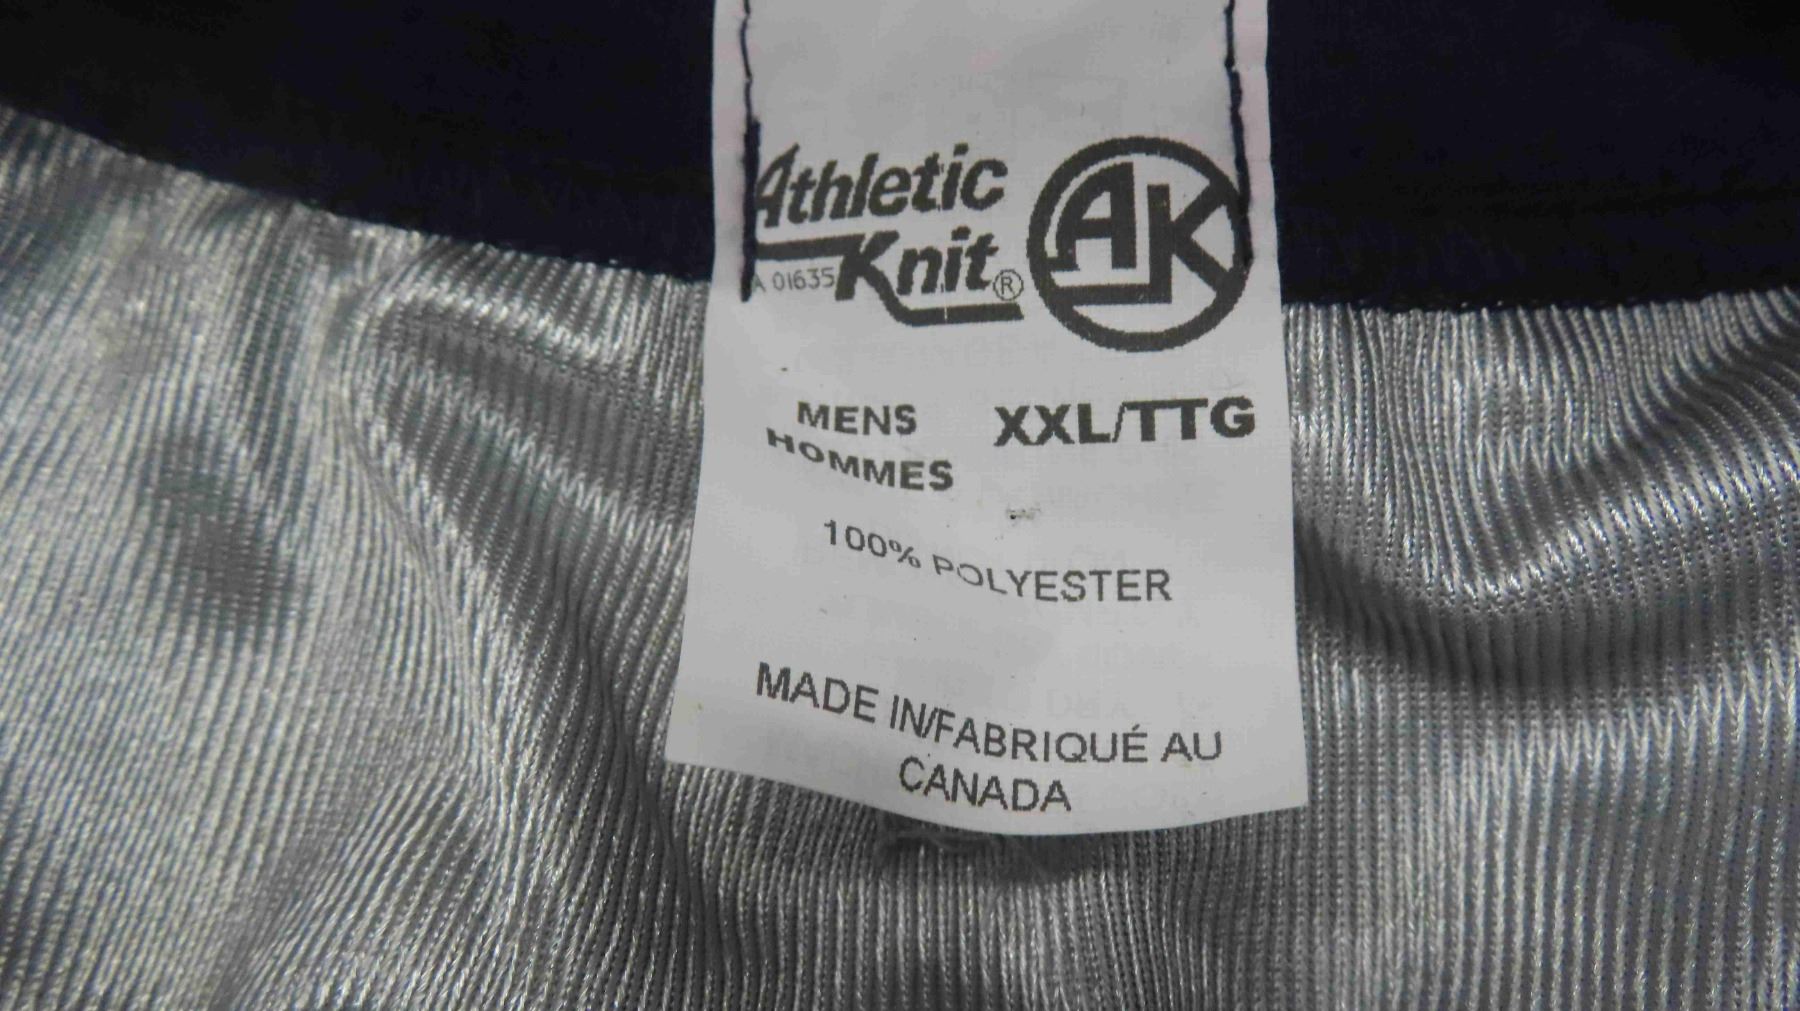 Athletic
Knit®
A 01635
AK
MENS XXL/TTG
HOMMES
100% POLYESTER
MADE IN/FABRIQUÉ AU
CANADA